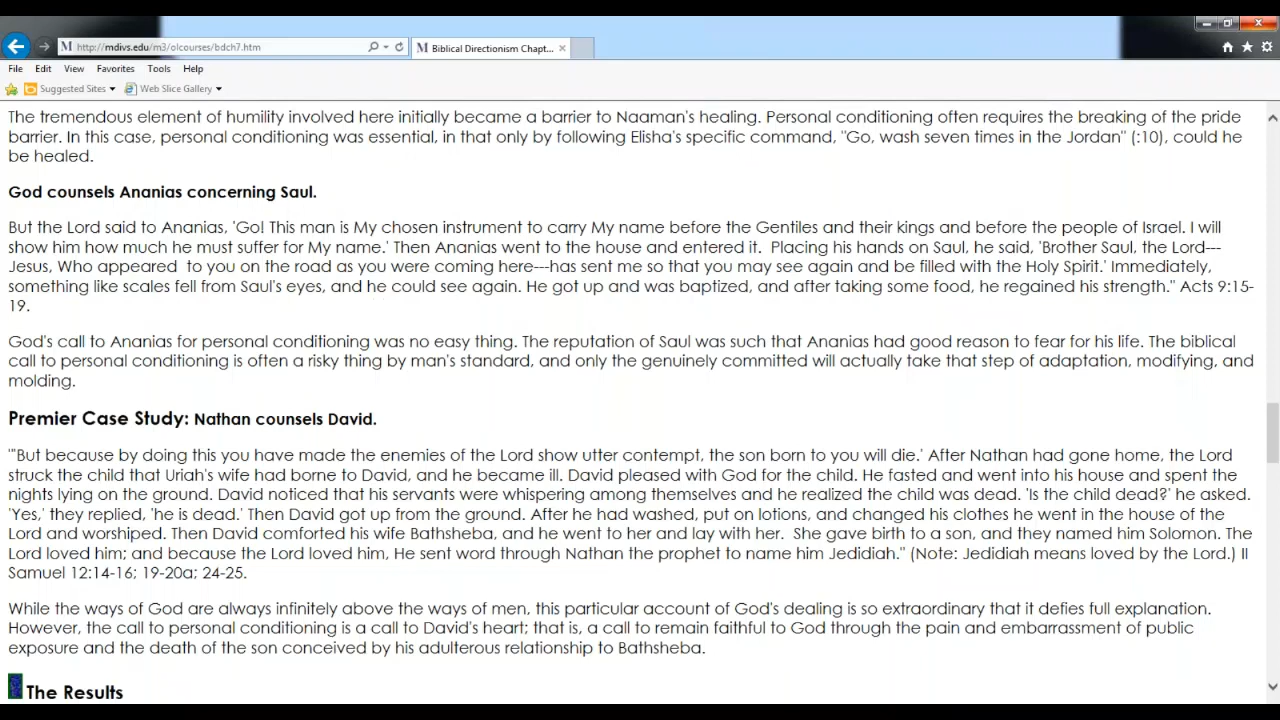 http://mdivs.edu/m3/olcourses/bdch7.htm
M Biblical Directionism Chapt...
File Edit View Favorites Tools Help
Suggested Sites Web Slice Gallery
The tremendous element of humility involved here initially became a barrier to Naaman's healing. Personal conditioning often requires the breaking of the pride
barrier. In this case, personal conditioning was essential, in that only by following Elisha's specific command, "Go, wash seven times in the Jordan" (:10), could he
be healed.
God counsels Ananias concerning Saul.
But the Lord said to Ananias, 'Go! This man is My chosen instrument to carry My name before the Gentiles and their kings and before the people of Israel. I will
show him how much he must suffer for My name.' Then Ananias went to the house and entered it. Placing his hands on Saul, he said, 'Brother Saul, the Lord---
Jesus, Who appeared to you on the road as you were coming here---has sent me so that you may see again and be filled with the Holy Spirit.' Immediately,
something like scales fell from Saul's eyes, and he could see again. He got up and was baptized, and after taking some food, he regained his strength." Acts 9:15-
19.
God's call to Ananias for personal conditioning was no easy thing. The reputation of Saul was such that Ananias had good reason to fear for his life. The biblical
call to personal conditioning is often a risky thing by man's standard, and only the genuinely committed will actually take that step of adaptation, modifying, and
molding.
Premier Case Study: Nathan counsels David.
"'But because by doing this you have made the enemies of the Lord show utter contempt, the son born to you will die.' After Nathan had gone home, the Lord
struck the child that Uriah's wife had borne to David, and he became ill. David pleased with God for the child. He fasted and went into his house and spent the
nights lying on the ground. David noticed that his servants were whispering among themselves and he realized the child was dead. 'Is the child dead?' he asked.
'Yes,' they replied, 'he is dead.' Then David got up from the ground. After he had washed, put on lotions, and changed his clothes he went in the house of the
Lord and worshiped. Then David comforted his wife Bathsheba, and he went to her and lay with her. She gave birth to a son, and they named him Solomon. The
Lord loved him; and because the Lord loved him, He sent word through Nathan the prophet to name him Jedidiah." (Note: Jedidiah means loved by the Lord.) II
Samuel 12:14-16; 19-20a; 24-25.
While the ways of God are always infinitely above the ways of men, this particular account of God's dealing is so extraordinary that it defies full explanation.
However, the call to personal conditioning is a call to David's heart; that is, a call to remain faithful to God through the pain and embarrassment of public
exposure and the death of the son conceived by his adulterous relationship to Bathsheba.
The Results